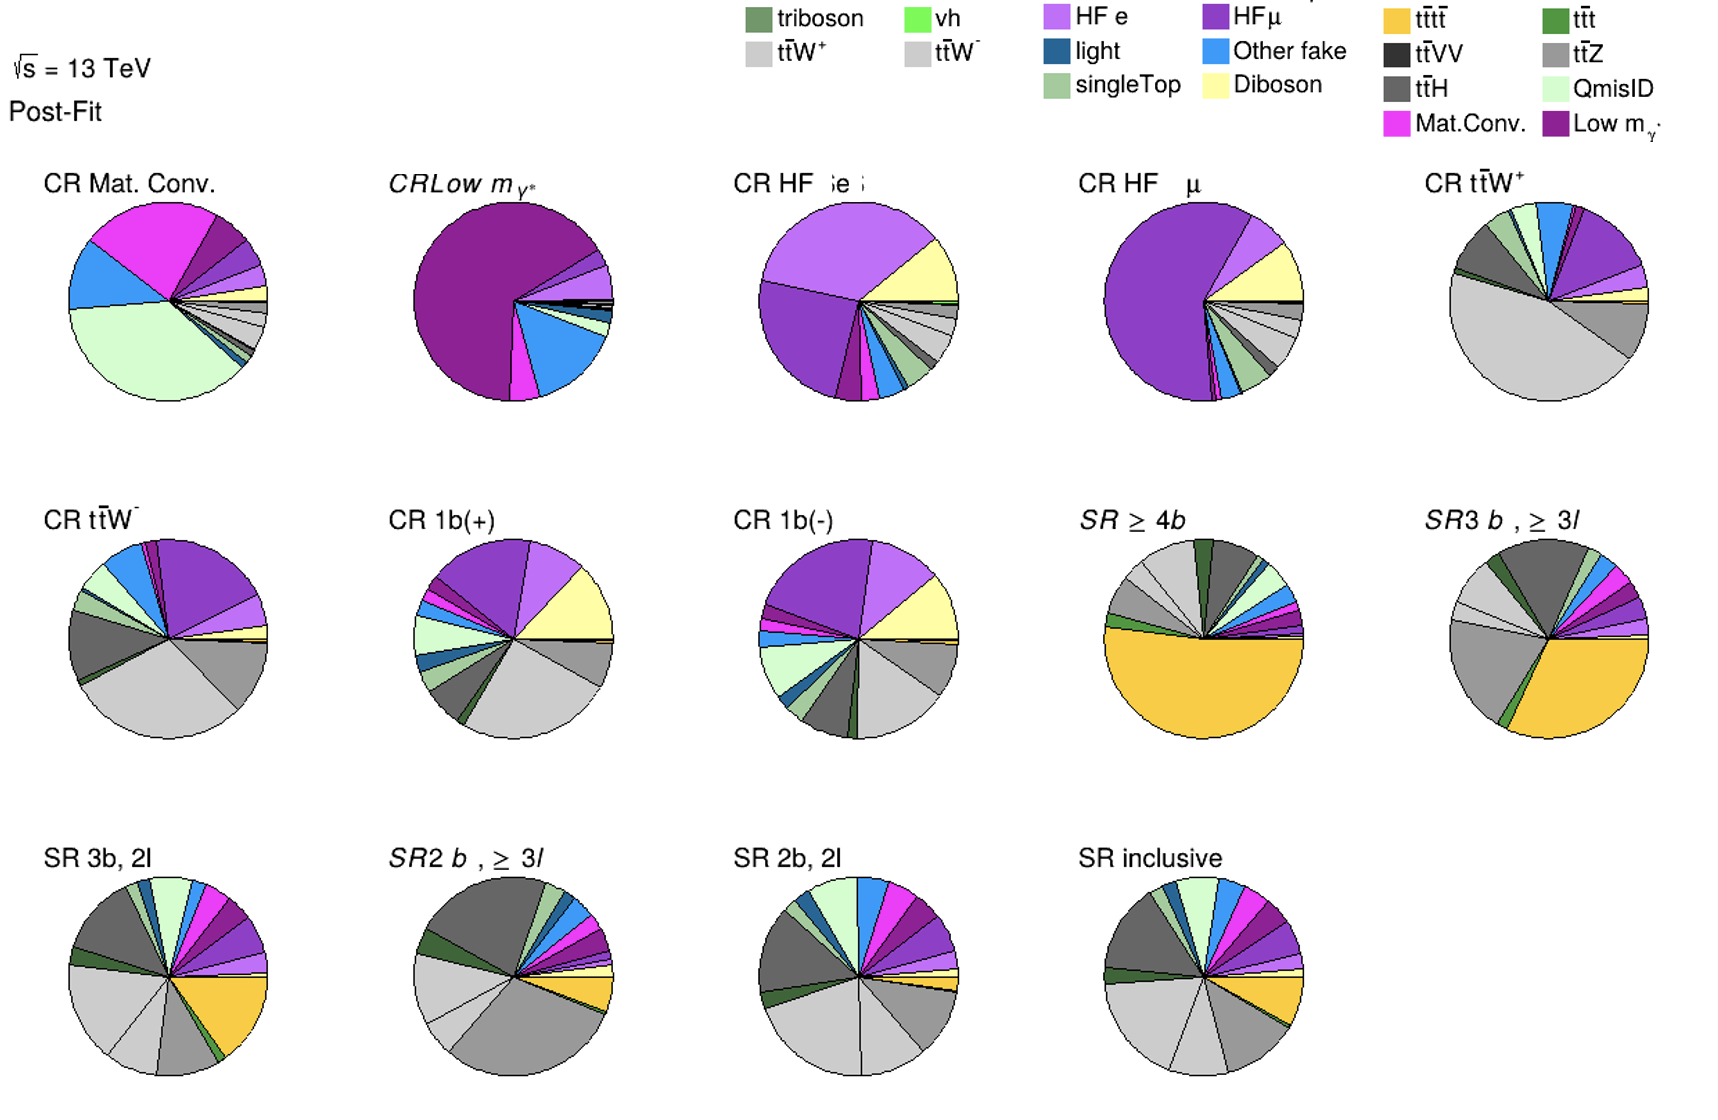 triboson vh
tt̄W⁺ tt̄W⁻
HF e HFμ
light Other fake
singleTop Diboson
tt̄tt̄ tt̄t
tt̄VV tt̄Z
tt̄H QmisID
Mat.Conv. Low mγ*
√s = 13 TeV
Post-Fit
CR Mat. Conv.
CRLow mγ*
CR HF e
CR HF μ
CR tt̄W⁺
CR tt̄W⁻
CR 1b(+)
CR 1b(-)
SR ≥ 4b
SR3 b , ≥ 3l
SR 3b, 2l
SR2 b , ≥ 3l
SR 2b, 2l
SR inclusive